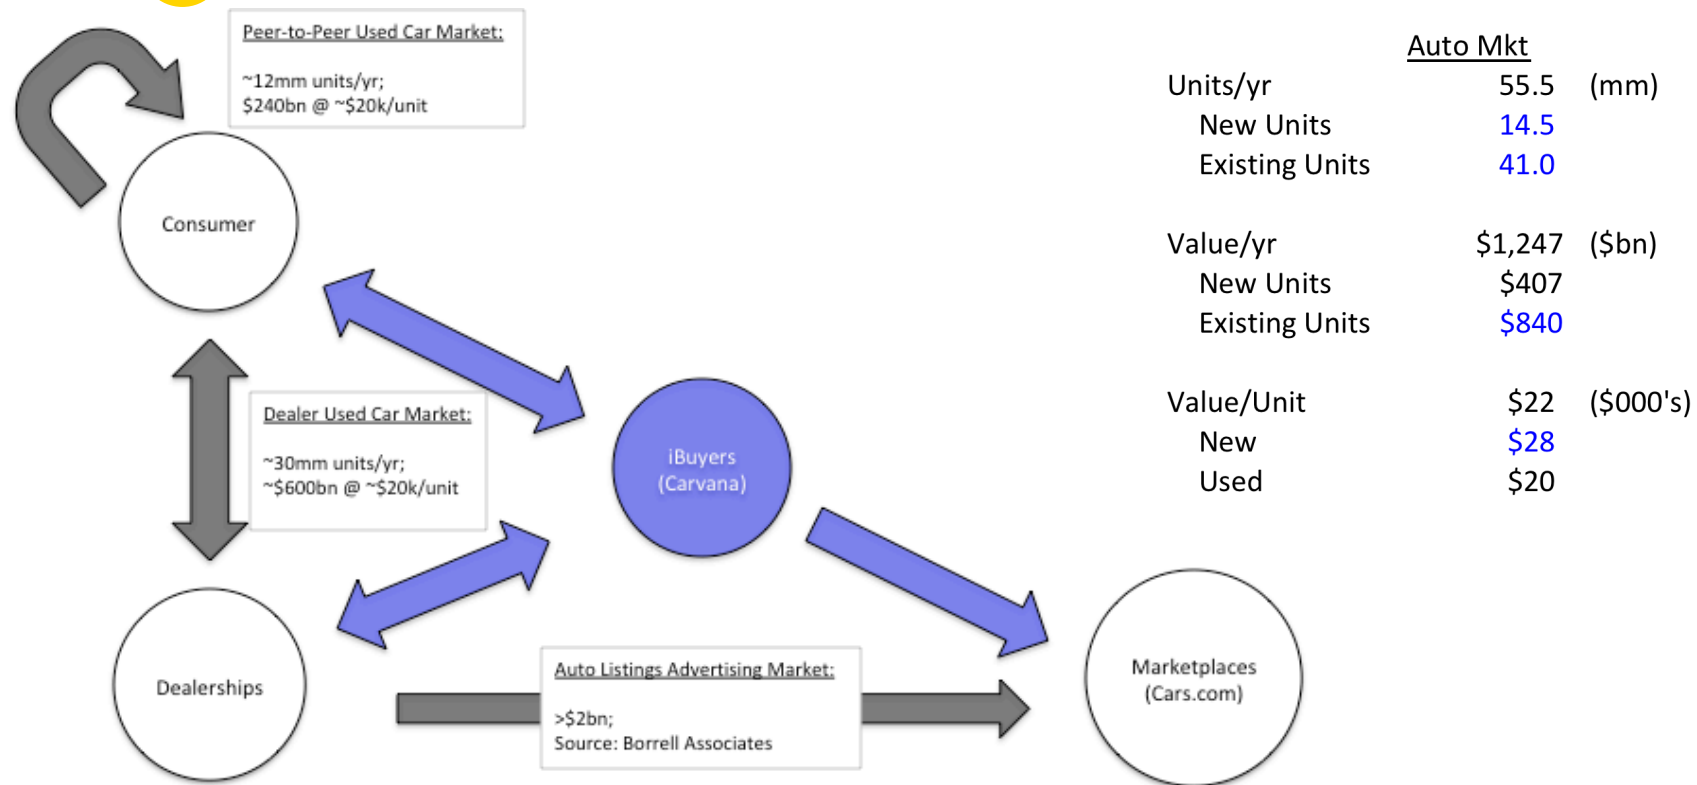 Peer-to-Peer Used Car Market:
~12mm units/yr;
$240bn @ ~$20k/unit
Consumer
Dealer Used Car Market:
~30mm units/yr;
~$600bn @ ~$20k/unit
iBuyers
(Carvana)
Dealerships
Auto Listings Advertising Market:
>$2bn;
Source: Borrell Associates
Marketplaces
(Cars.com)
Auto Mkt
Units/yr 55.5 (mm)
New Units 14.5
Existing Units 41.0
Value/yr $1,247 ($bn)
New Units $407
Existing Units $840
Value/Unit $22 ($000's)
New $28
Used $20